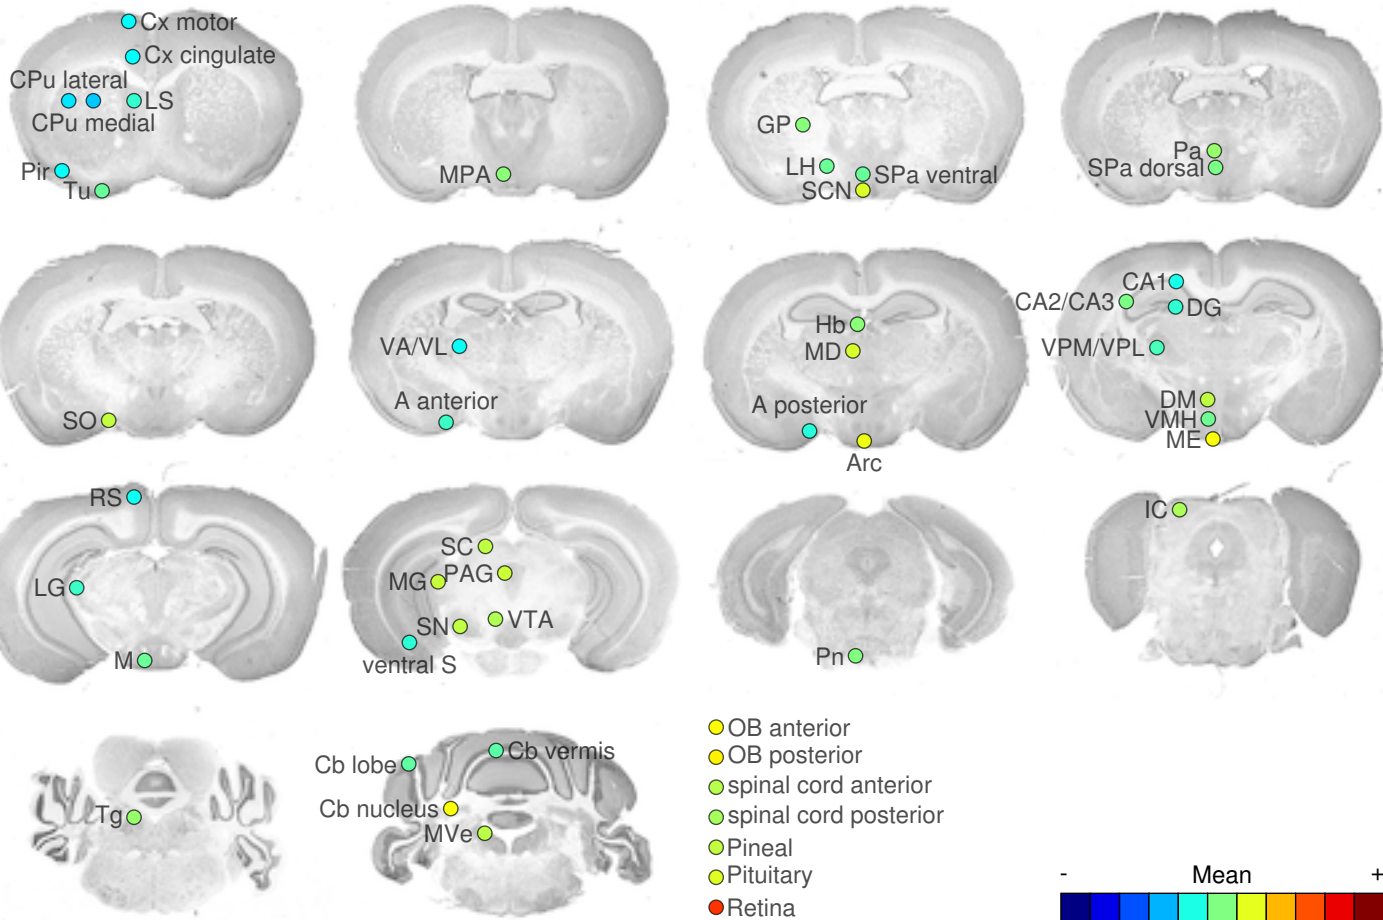 Cx motor
Cx cingulate
CPu lateral
LS
CPu medial
Pir
Tu
MPA
GP
LH
SPa ventral
SCN
Pa
SPa dorsal
SO
VA/VL
A anterior
Hb
MD
A posterior
Arc
CA1
CA2/CA3
DG
VPM/VPL
DM
VMH
ME
RS
LG
M
SC
MG
PAG
SN
VTA
ventral S
Pn
IC
Tg
Cb lobe
Cb vermis
Cb nucleus
MVe
OB anterior
OB posterior
spinal cord anterior
spinal cord posterior
Pineal
Pituitary
Retina
- Mean +